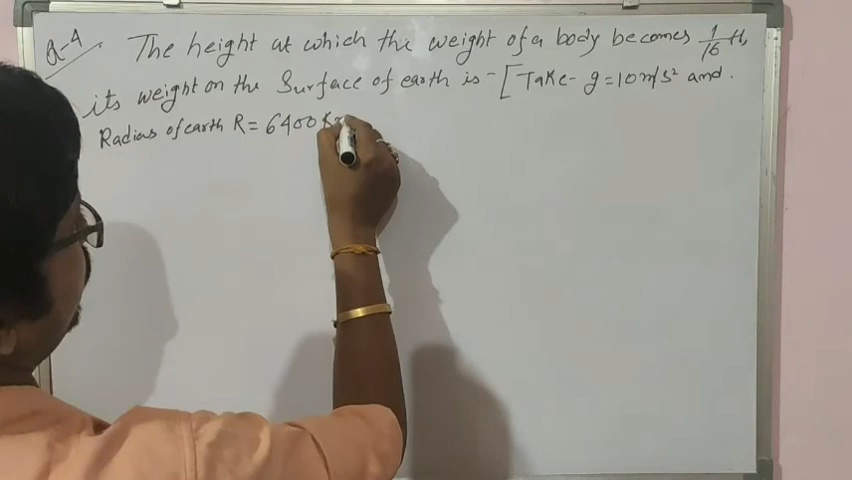 Q-4 The height at which the weight of a body becomes 1/16 th
its weight on the Surface of earth is - [Take - g = 10 m/s² and
Radius of earth R = 6400 K